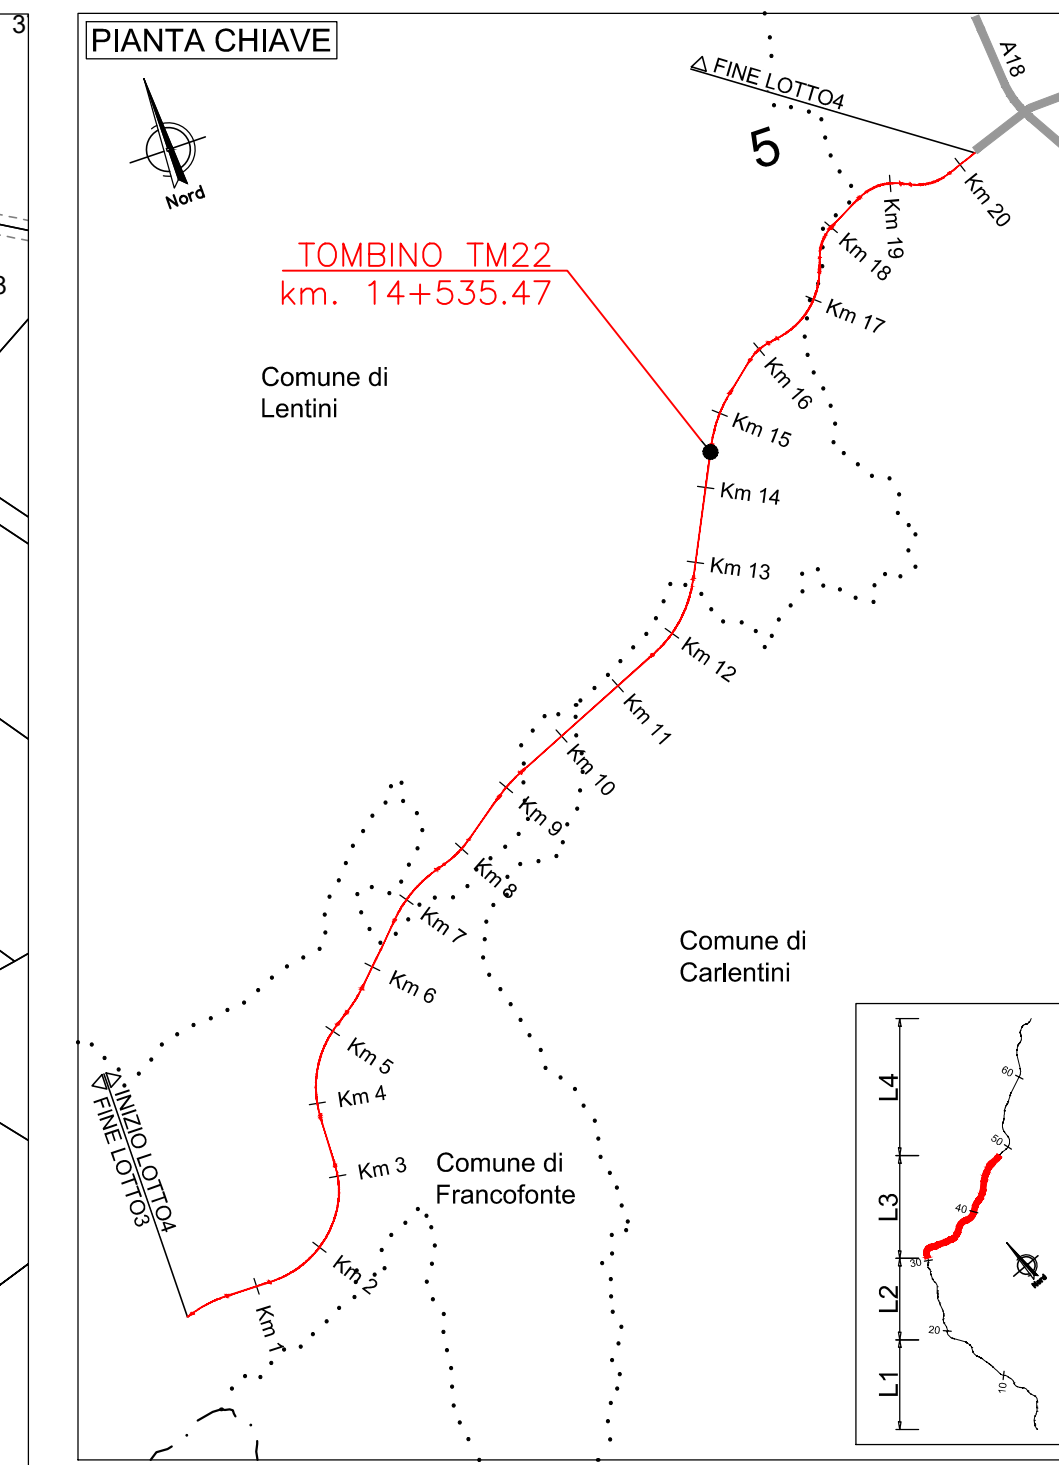 3
PIANTA CHIAVE
Nord
FINE LOTTO4
A18
5
Km 20
Km 19
Km 18
TOMBINO TM22
km. 14+535.47
Km 17
Km 16
Comune di
Lentini
Km 15
Km 14
Km 13
Km 12
Km 11
Km 10
Km 9
Km 8
Km 7
Comune di
Carlentini
Km 6
Km 5
Km 4
INIZIO LOTTO4
FINE LOTTO3
Km 3
Comune di
Francofonte
Km 2
Km 1
L4
60
50
L3
40
30
Nord
L2
20
L1
10